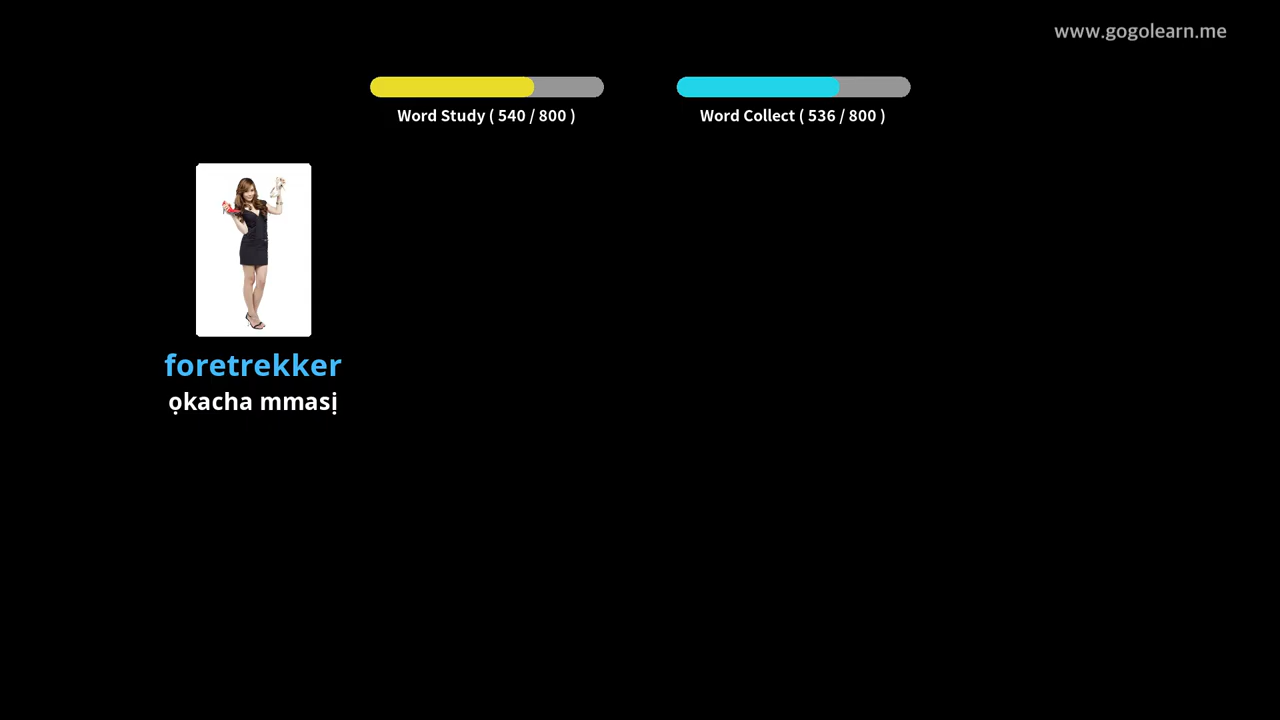 www.gogolearn.me
Word Study ( 540 / 800 )
Word Collect ( 536 / 800 )
foretrekker
ọkacha mmasị